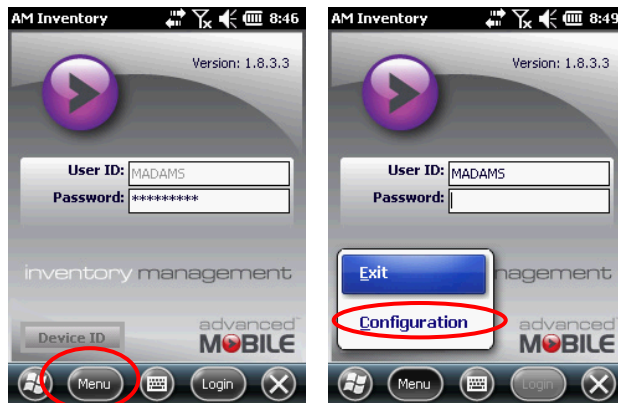 AM Inventory 8:46
Version: 1.8.3.3
User ID: MADAMS
Password: *********
inventory management
Device ID
advanced
MOBILE
Menu Login
AM Inventory 8:49
Version: 1.8.3.3
User ID: MADAMS
Password:
Exit
nagement
Configuration
advanced
MOBILE
Menu Login